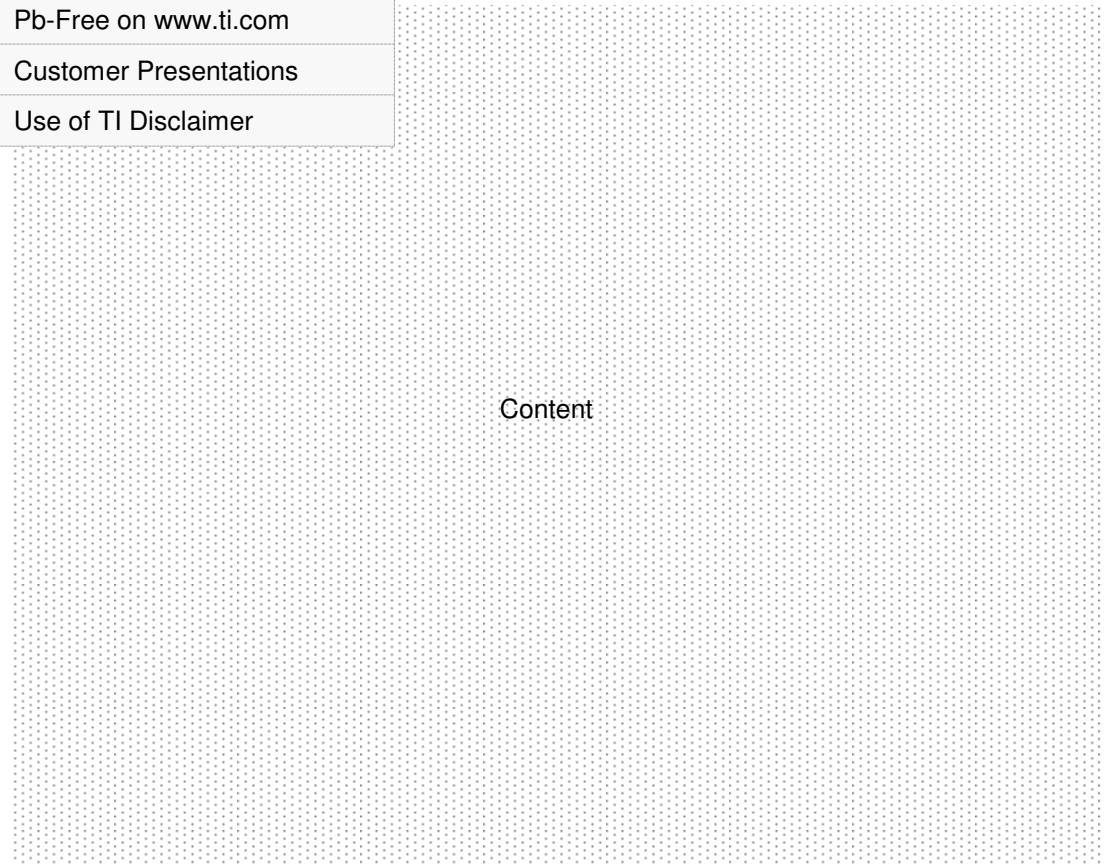 Pb-Free on www.ti.com
Customer Presentations
Use of TI Disclaimer
Content